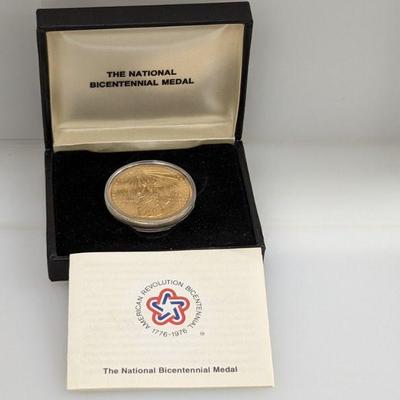 THE NATIONAL
BICENTENNIAL MEDAL
AMERICAN REVOLUTION BICENTENNIAL
1776-1976
The National Bicentennial Medal